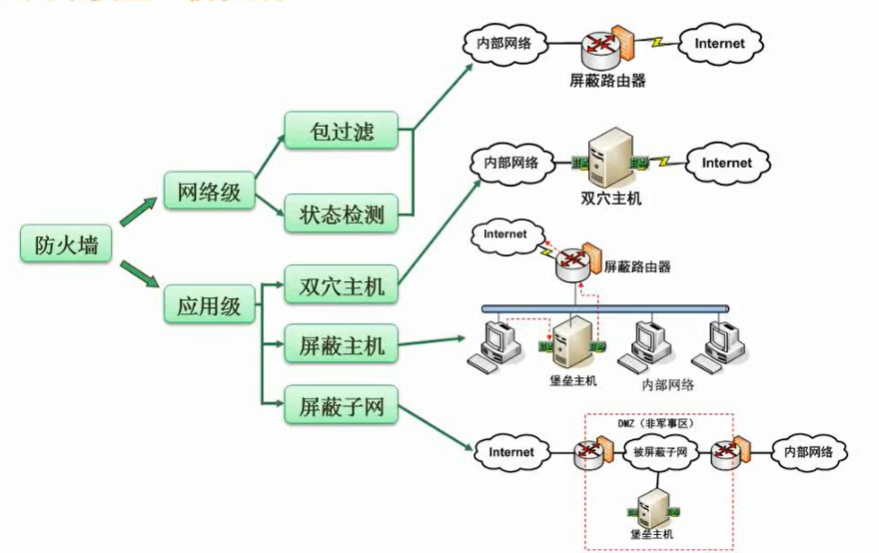 内部网络
Internet
屏蔽路由器
包过滤
网络级
状态检测
内部网络
Internet
双穴主机
防火墙
应用级
双穴主机
屏蔽主机
屏蔽子网
Internet
屏蔽路由器
堡垒主机
内部网络
DMZ（非军事区）
Internet
被屏蔽子网
内部网络
堡垒主机